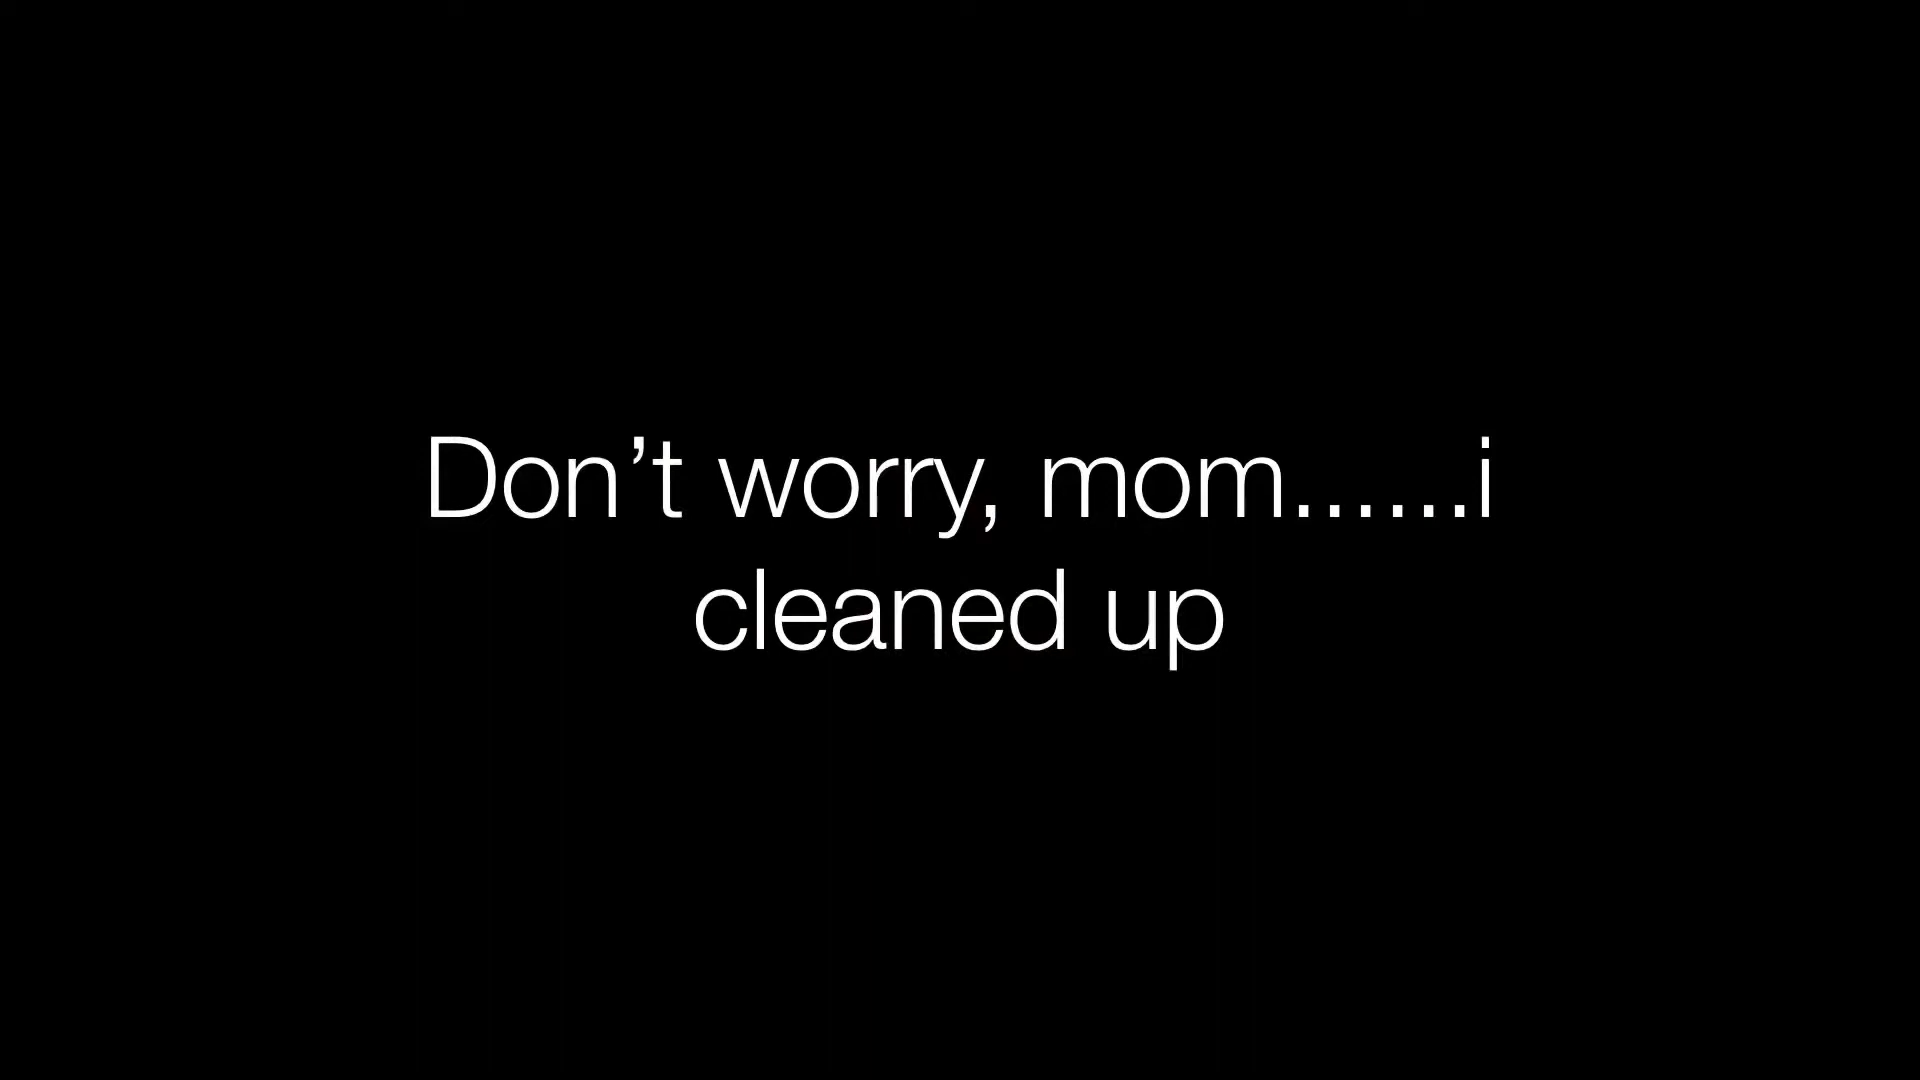 Don’t worry, mom......i
cleaned up